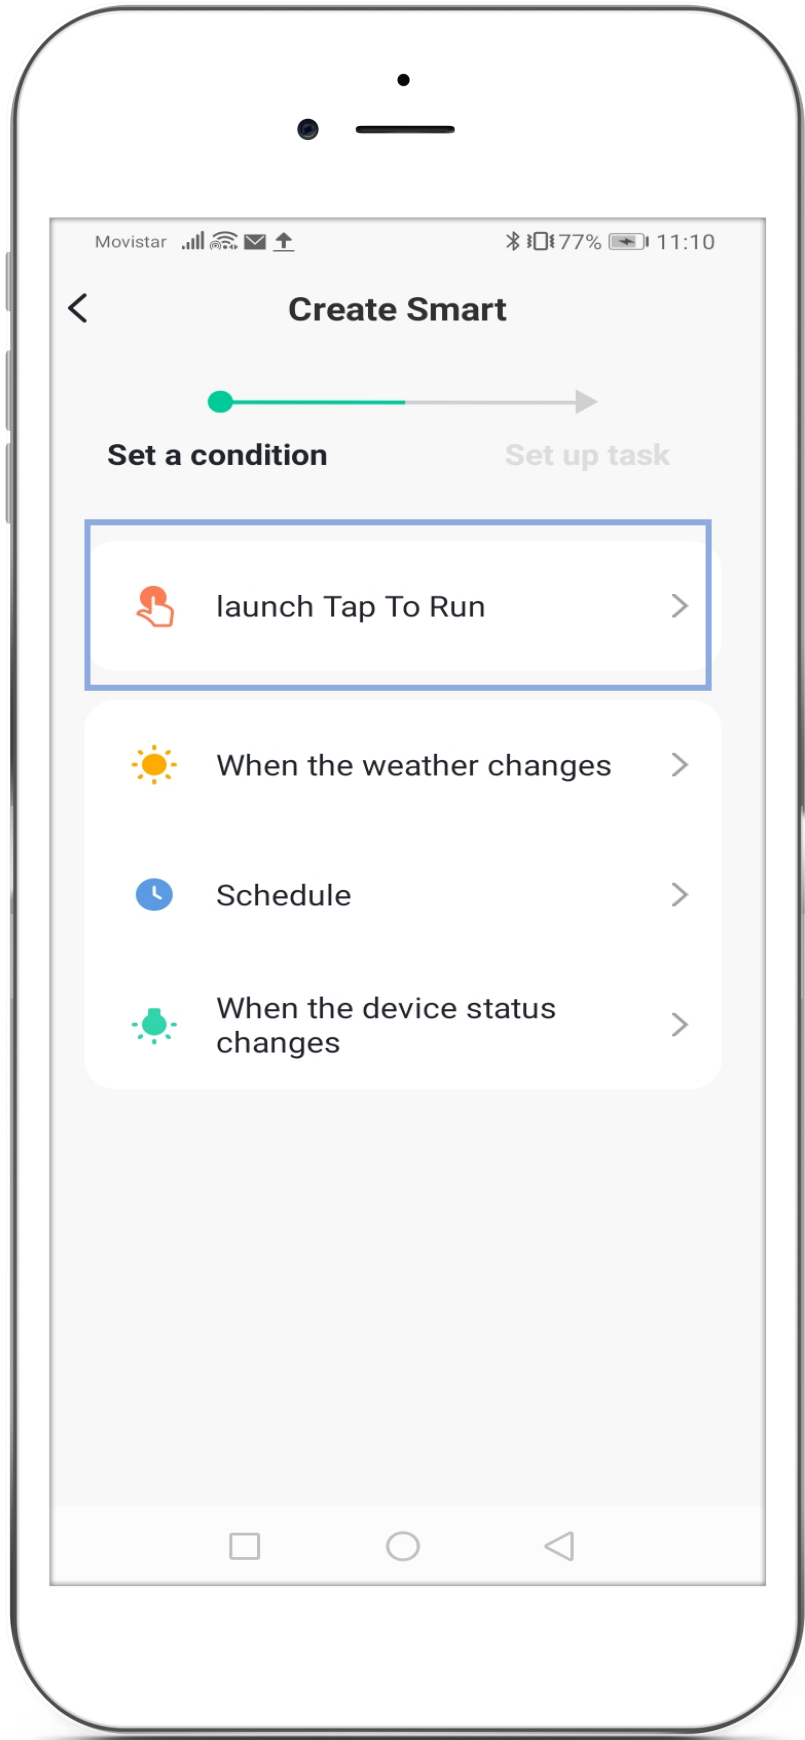 Movistar 77% 11:10
Create Smart
Set a condition Set up task
launch Tap To Run
When the weather changes
Schedule
When the device status
changes